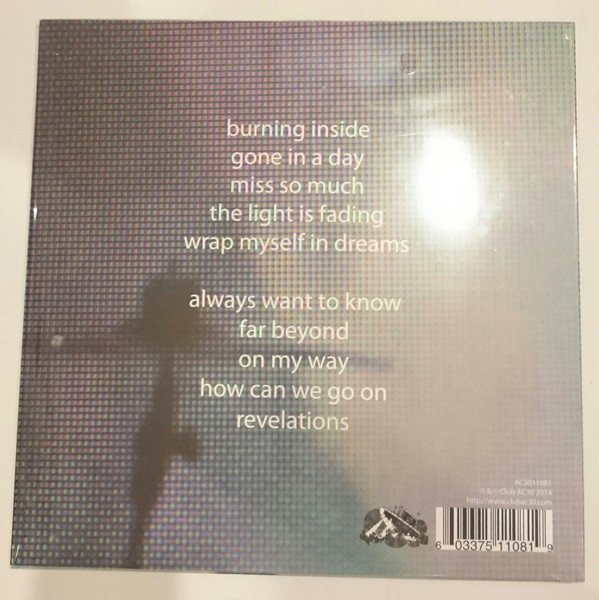 burning inside
gone in a day
miss so much
the light is fading
wrap myself in dreams
always want to know
far beyond
on my way
how can we go on
revelations
AC3011081
℗ & © Club AC30 2014
http://www.clubac30.com
6 03375 11081 9